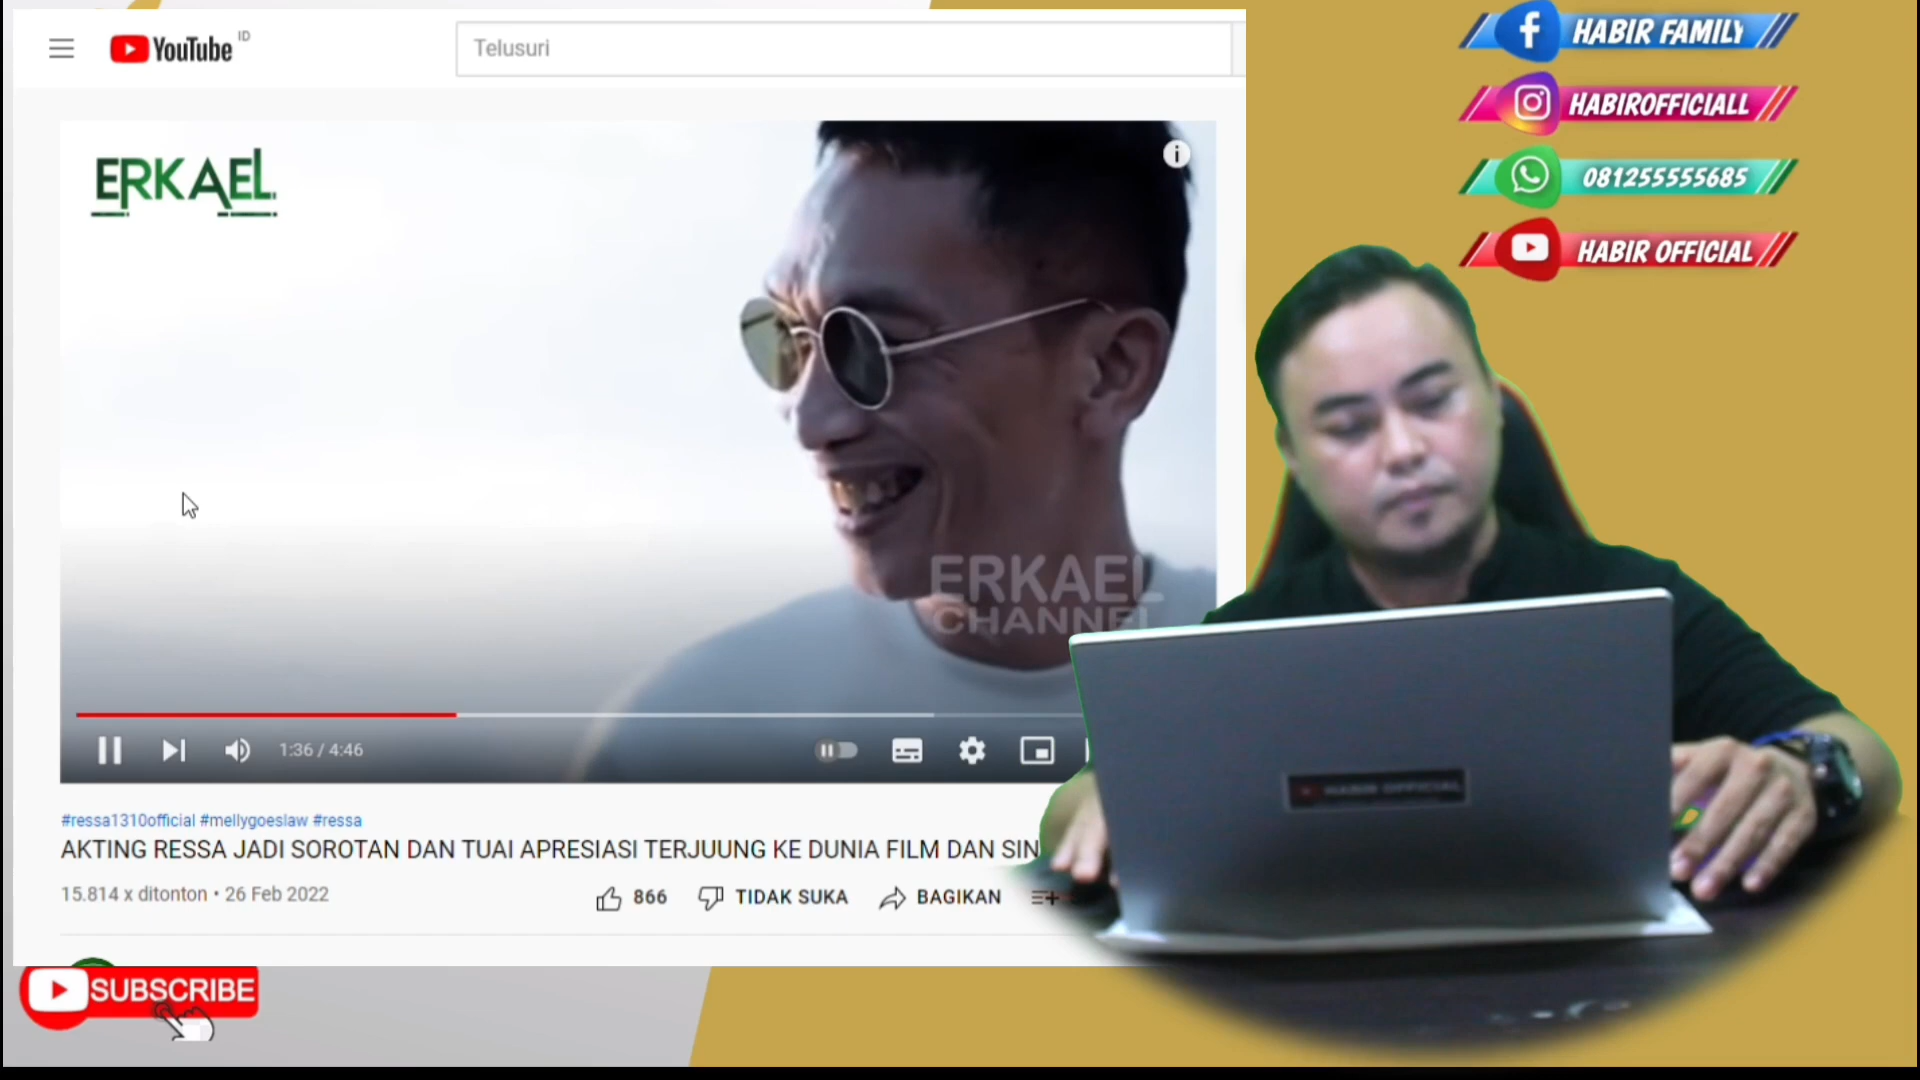 YouTube ID
Telusuri
ERKAEL
ERKAEL
CHANNEL
1:36 / 4:46
#ressa1310official #mellygoeslaw #ressa
AKTING RESSA JADI SOROTAN DAN TUAI APRESIASI TERJUUNG KE DUNIA FILM DAN SIN
15.814 x ditonton • 26 Feb 2022
866
TIDAK SUKA
BAGIKAN
SUBSCRIBE
HABIR FAMILY
HABIROFFICIALL
081255555685
HABIR OFFICIAL
HABIR OFFICIAL